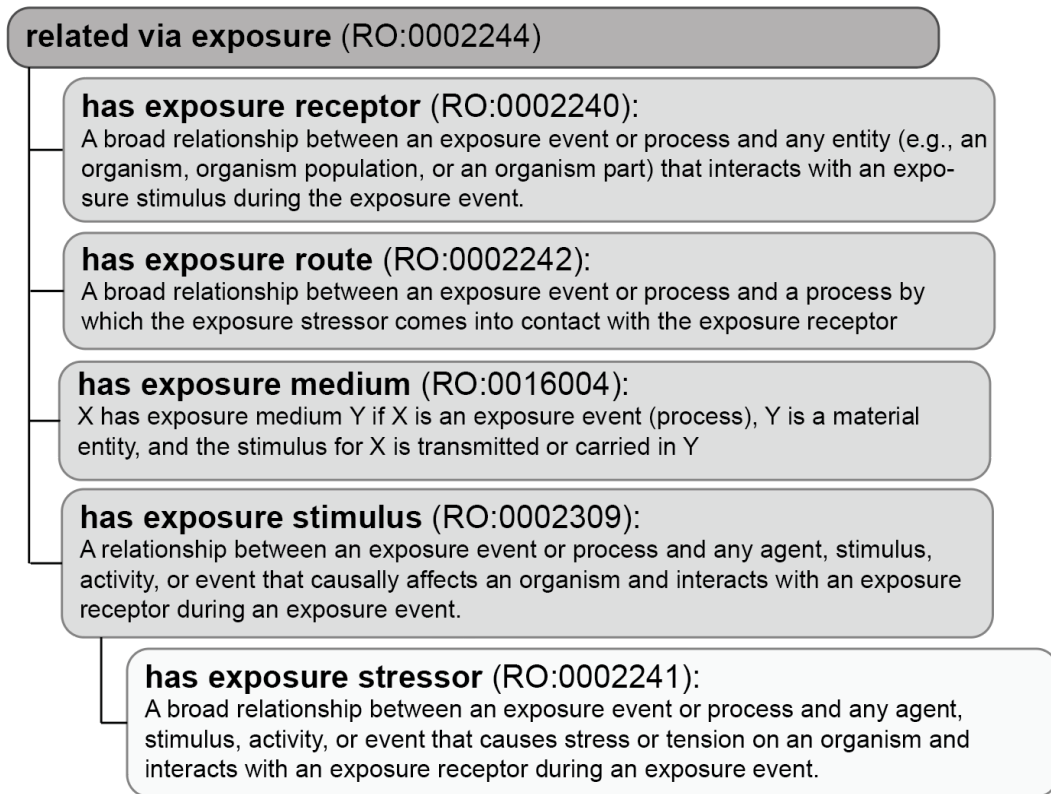 related via exposure (RO:0002244)
has exposure receptor (RO:0002240):
A broad relationship between an exposure event or process and any entity (e.g., an
organism, organism population, or an organism part) that interacts with an expo-
sure stimulus during the exposure event.
has exposure route (RO:0002242):
A broad relationship between an exposure event or process and a process by
which the exposure stressor comes into contact with the exposure receptor
has exposure medium (RO:0016004):
X has exposure medium Y if X is an exposure event (process), Y is a material
entity, and the stimulus for X is transmitted or carried in Y
has exposure stimulus (RO:0002309):
A relationship between an exposure event or process and any agent, stimulus,
activity, or event that causally affects an organism and interacts with an exposure
receptor during an exposure event.
has exposure stressor (RO:0002241):
A broad relationship between an exposure event or process and any agent,
stimulus, activity, or event that causes stress or tension on an organism and
interacts with an exposure receptor during an exposure event.